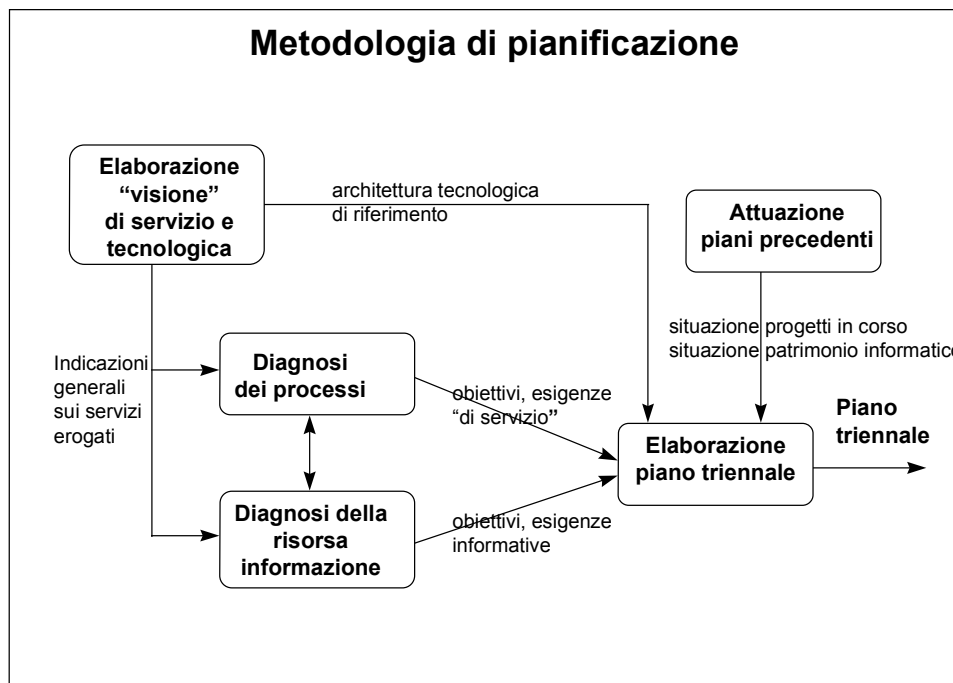 Metodologia di pianificazione
Elaborazione
“visione”
di servizio e
tecnologica
architettura tecnologica
di riferimento
Attuazione
piani precedenti
Indicazioni
generali
sui servizi
erogati
Diagnosi
dei processi
obiettivi, esigenze
“di servizio”
situazione progetti in corso
situazione patrimonio informatico
Piano
triennale
Elaborazione
piano triennale
Diagnosi della
risorsa
informazione
obiettivi, esigenze
informative